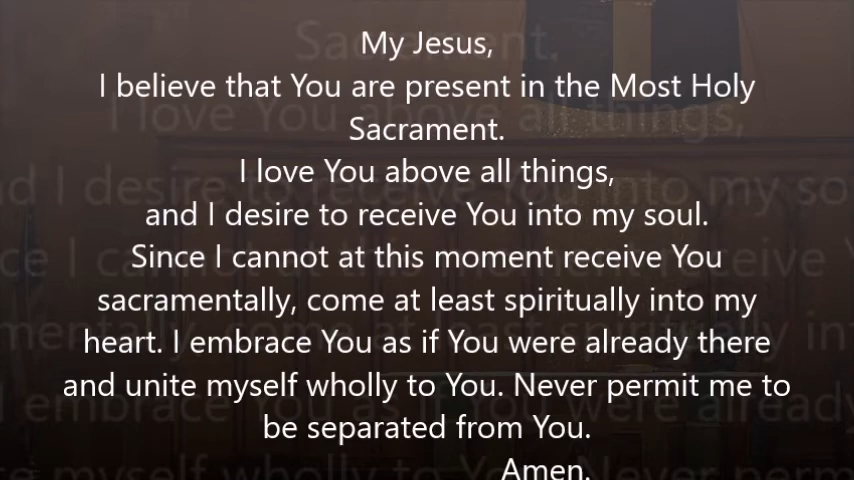 My Jesus,
I believe that You are present in the Most Holy
Sacrament.
I love You above all things,
and I desire to receive You into my soul.
Since I cannot at this moment receive You
sacramentally, come at least spiritually into my
heart. I embrace You as if You were already there
and unite myself wholly to You. Never permit me to
be separated from You.
Amen.